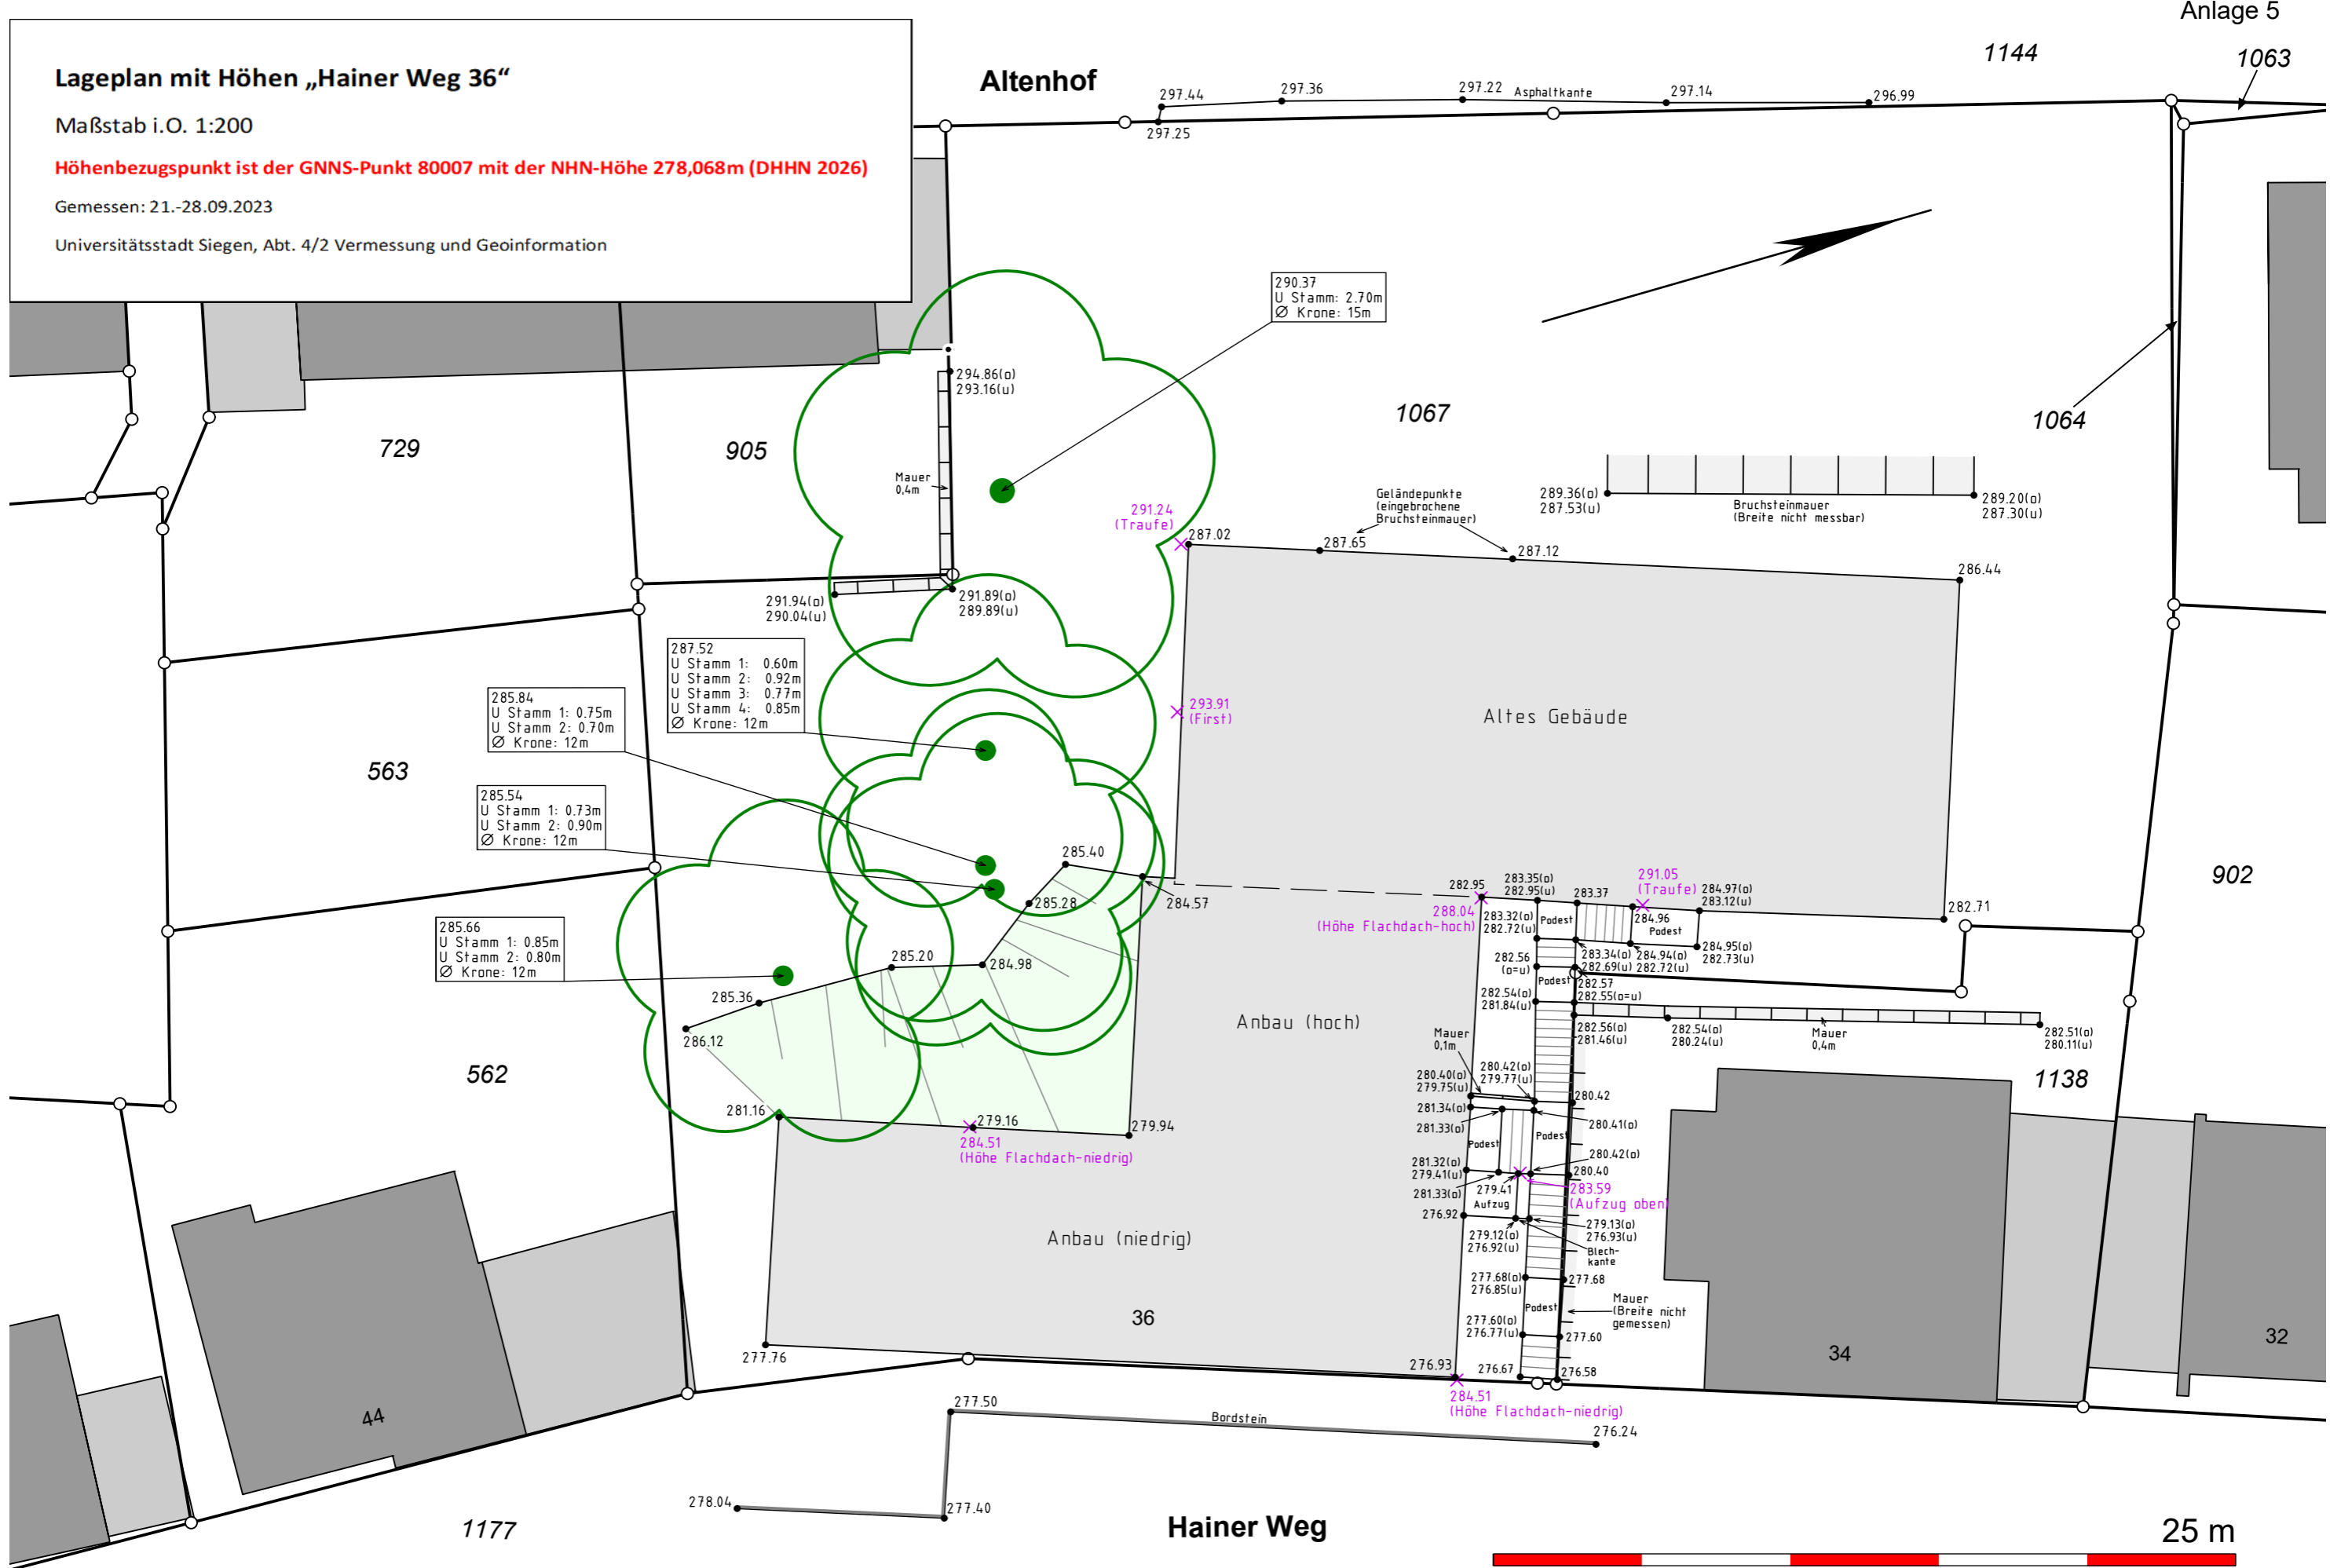 Anlage 5
Lageplan mit Höhen „Hainer Weg 36“
Maßstab i.O. 1:200
Höhenbezugspunkt ist der GNNS-Punkt 80007 mit der NHN-Höhe 278,068m (DHHN 2026)
Gemessen: 21.-28.09.2023
Universitätsstadt Siegen, Abt. 4/2 Vermessung und Geoinformation
Altenhof
1144
1063
297.44
297.36
297.22
Asphaltkante
297.14
296.99
297.25
290.37
U Stamm: 2.70m
Ø Krone: 15m
294.86(o)
293.16(u)
729
905
1067
1064
Mauer
0,4m
291.24
(Traufe)
Geländepunkte
(eingebrochene
Bruchsteinmauer)
289.36(o)
287.53(u)
Bruchsteinmauer
(Breite nicht messbar)
289.20(o)
287.30(u)
287.02
287.65
287.12
286.44
291.94(o)
290.04(u)
291.89(o)
289.89(u)
287.52
U Stamm 1: 0.60m
U Stamm 2: 0.92m
U Stamm 3: 0.77m
U Stamm 4: 0.85m
Ø Krone: 12m
285.84
U Stamm 1: 0.75m
U Stamm 2: 0.70m
Ø Krone: 12m
293.91
(First)
Altes Gebäude
563
285.54
U Stamm 1: 0.73m
U Stamm 2: 0.90m
Ø Krone: 12m
285.40
285.28
284.57
902
282.95
283.35(o)
282.95(u)
283.37
291.05
(Traufe)
284.97(o)
283.12(u)
282.71
288.04
(Höhe Flachdach-hoch)
283.32(o)
282.72(u)
Podest
284.96
Podest
285.66
U Stamm 1: 0.85m
U Stamm 2: 0.80m
Ø Krone: 12m
285.20
284.98
285.36
286.12
282.56
(o=u)
283.34(o)
282.69(u)
284.94(o)
282.72(u)
284.95(o)
282.73(u)
Podest
282.57
282.55(o=u)
282.54(o)
281.84(u)
Anbau (hoch)
282.56(o)
281.46(u)
282.54(o)
280.24(u)
Mauer
0,4m
282.51(o)
280.11(u)
Mauer
0,1m
562
1138
280.42(o)
279.77(u)
280.40(o)
279.75(u)
280.42
281.16
279.16
279.94
284.51
(Höhe Flachdach-niedrig)
281.34(o)
281.33(o)
280.41(o)
Podest
Podest
280.42(o)
281.32(o)
279.41(u)
280.40
281.33(o)
279.41
Aufzug
283.59
(Aufzug oben)
276.92
279.12(o)
276.92(u)
279.13(o)
276.93(u)
Blech-
kante
Anbau (niedrig)
277.68(o)
276.85(u)
277.68
Podest
Mauer
(Breite nicht
gemessen)
36
277.60(o)
276.77(u)
277.60
34
32
277.76
276.93
276.67
276.58
284.51
(Höhe Flachdach-niedrig)
44
277.50
Bordstein
276.24
278.04
277.40
1177
Hainer Weg
25 m